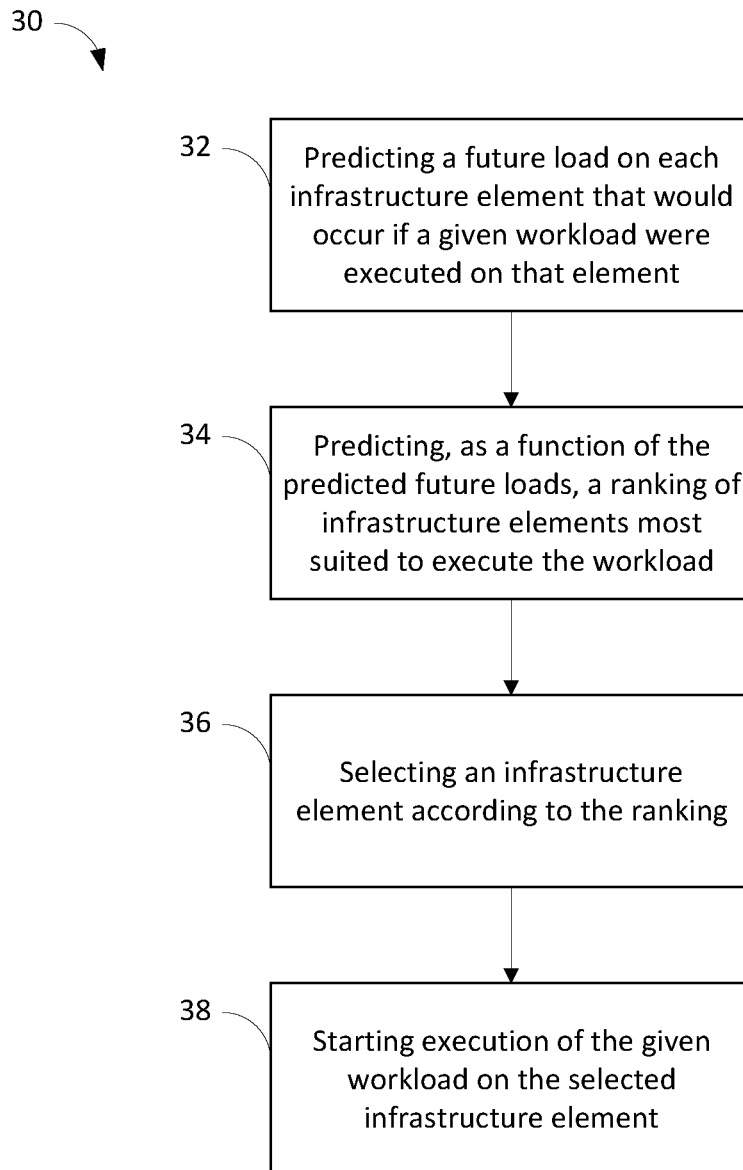 30
32
Predicting a future load on each
infrastructure element that would
occur if a given workload were
executed on that element
34
Predicting, as a function of the
predicted future loads, a ranking of
infrastructure elements most
suited to execute the workload
36
Selecting an infrastructure
element according to the ranking
38
Starting execution of the given
workload on the selected
infrastructure element